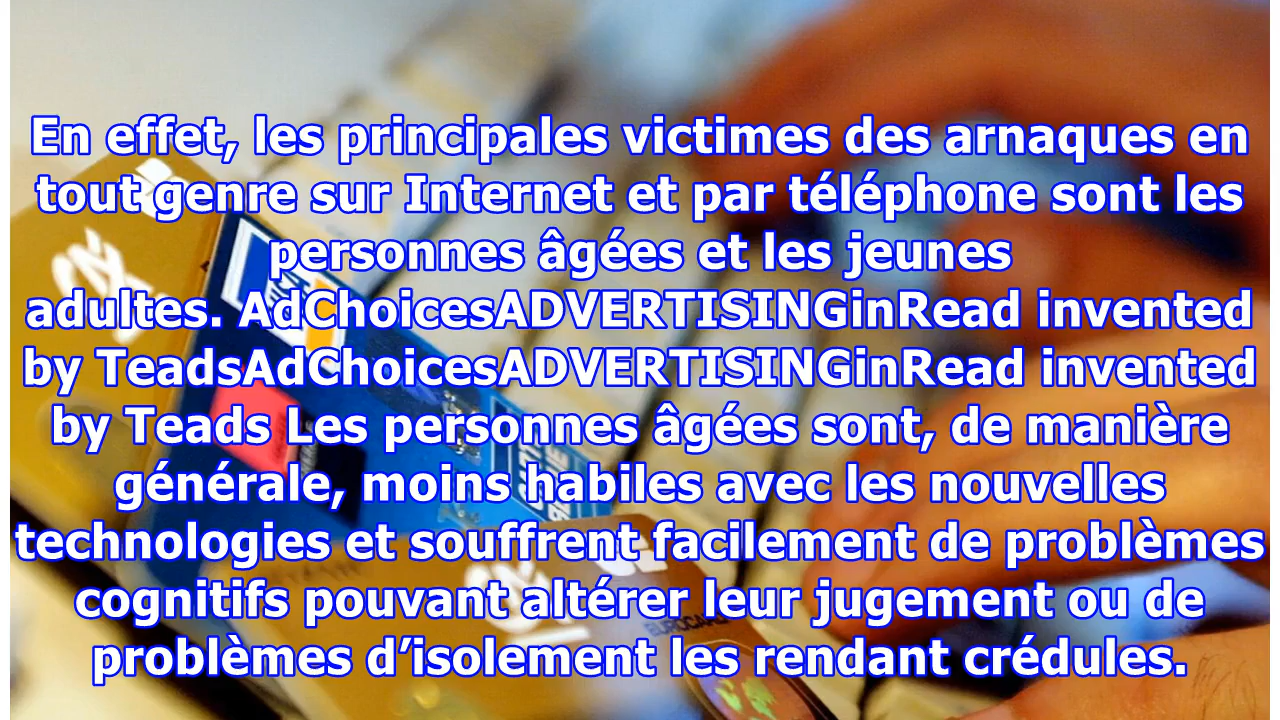 En effet, les principales victimes des arnaques en
tout genre sur Internet et par téléphone sont les
personnes âgées et les jeunes
adultes. AdChoicesADVERTISINGinRead invented
by TeadsAdChoicesADVERTISINGinRead invented
by Teads Les personnes âgées sont, de manière
générale, moins habiles avec les nouvelles
technologies et souffrent facilement de problèmes
cognitifs pouvant altérer leur jugement ou de
problèmes d’isolement les rendant crédules.
EUROCARD